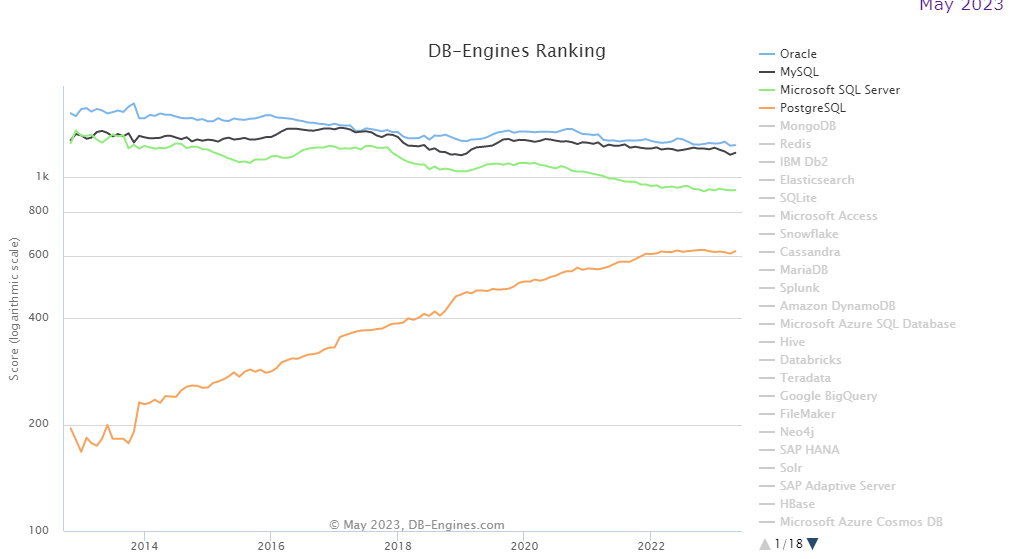 May 2023
DB-Engines Ranking
Score (logarithmic scale)
1k
800
600
400
200
100
2014
2016
2018
2020
2022
© May 2023, DB-Engines.com
Oracle
MySQL
Microsoft SQL Server
PostgreSQL
MongoDB
Redis
IBM Db2
Elasticsearch
SQLite
Microsoft Access
Snowflake
Cassandra
MariaDB
Splunk
Amazon DynamoDB
Microsoft Azure SQL Database
Hive
Databricks
Teradata
Google BigQuery
FileMaker
Neo4j
SAP HANA
Solr
SAP Adaptive Server
HBase
Microsoft Azure Cosmos DB
1/18